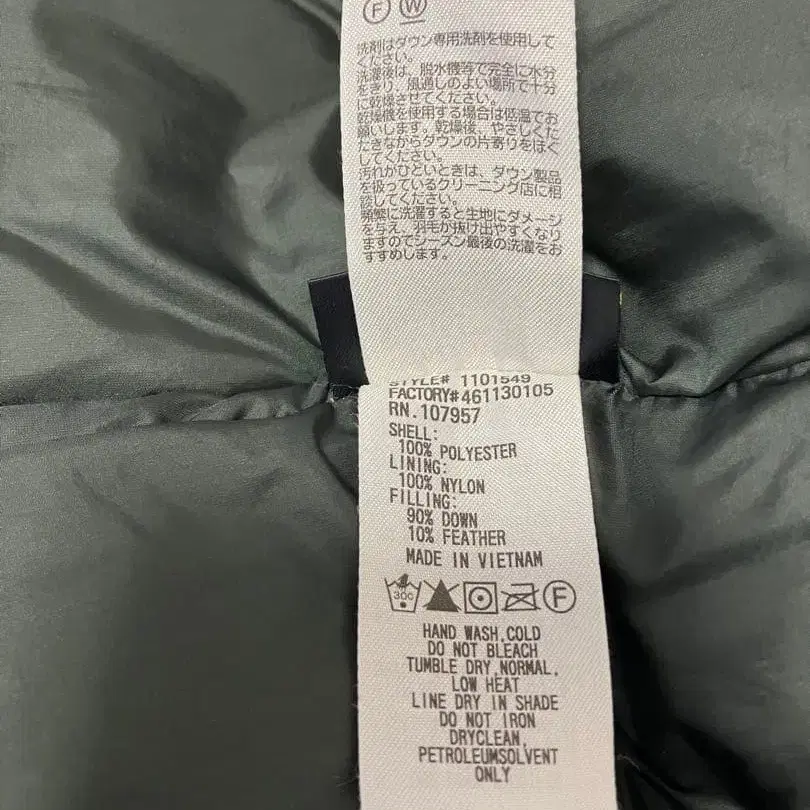 F W
洗剤はダウン専用洗剤を使用して
ください。
洗濯後は、脱水機等で完全に水分
をきり、風通しのよい場所で十分
に乾燥させてください。
乾燥機を使用する場合は低温でお
願いします。乾燥後、やさしくた
たきながらダウンの片寄りをほぐ
してください。
汚れがひどいときは、ダウン製品
を扱っているクリーニング店に相
談してください。
頻繁に洗濯すると生地にダメージ
を与え、羽毛が抜け出やすくなり
ますのでシーズン最後の洗濯をお
すすめします。
STYLE# 1101549
FACTORY#461130105
RN.107957
SHELL:
100% POLYESTER
LINING:
100% NYLON
FILLING:
90% DOWN
10% FEATHER
MADE IN VIETNAM
30C F
HAND WASH,COLD
DO NOT BLEACH
TUMBLE DRY,NORMAL,
LOW HEAT
LINE DRY IN SHADE
DO NOT IRON
DRYCLEAN,
PETROLEUMSOLVENT
ONLY